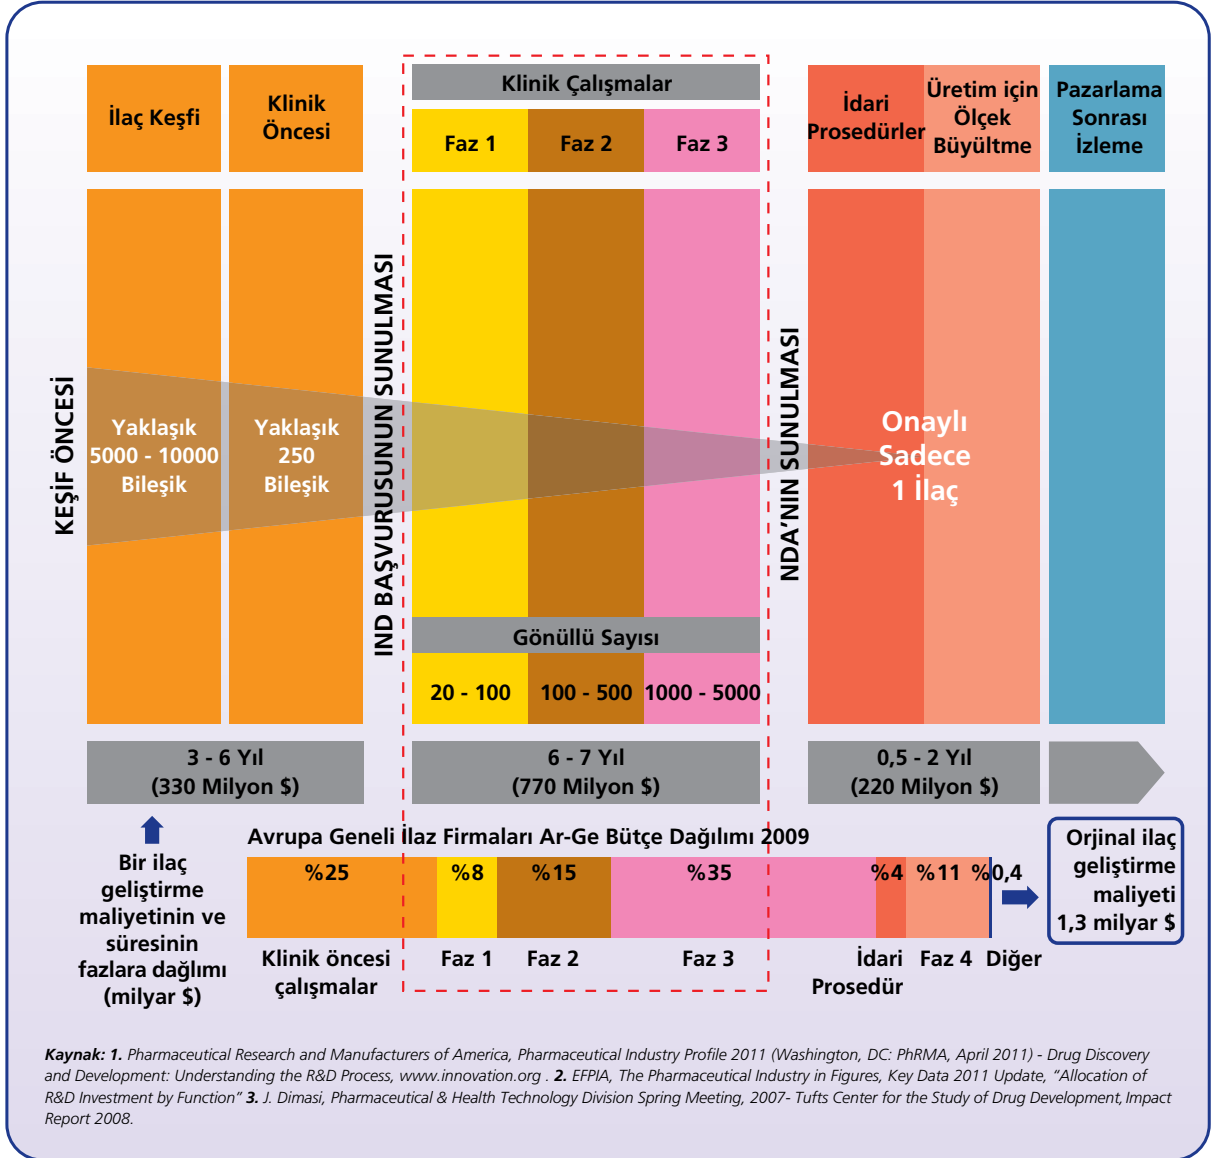 İlaç Keşfi
Klinik
Öncesi
Klinik Çalışmalar
Faz 1
Faz 2
Faz 3
İdari
Prosedürler
Üretim için
Ölçek
Büyültme
Pazarlama
Sonrası
İzleme
KEŞİF ÖNCESİ
Yaklaşık
5000 - 10000
Bileşik
Yaklaşık
250
Bileşik
IND BAŞVURUSUNUN SUNULMASI
NDA’NIN SUNULMASI
Onaylı
Sadece
1 İlaç
Gönüllü Sayısı
20 - 100
100 - 500
1000 - 5000
3 - 6 Yıl
(330 Milyon $)
6 - 7 Yıl
(770 Milyon $)
0,5 - 2 Yıl
(220 Milyon $)
Bir ilaç
geliştirme
maliyetinin ve
süresinin
fazlara dağlımı
(milyar $)
Avrupa Geneli İlaz Firmaları Ar-Ge Bütçe Dağılımı 2009
%25
%8
%15
%35
%4
%11
%0,4
Klinik öncesi
çalışmalar
Faz 1
Faz 2
Faz 3
İdari
Prosedür
Faz 4
Diğer
Orjinal ilaç
geliştirme
maliyeti
1,3 milyar $
Kaynak: 1. Pharmaceutical Research and Manufacturers of America, Pharmaceutical Industry Profile 2011 (Washington, DC: PhRMA, April 2011) - Drug Discovery
and Development: Understanding the R&D Process, www.innovation.org . 2. EFPIA, The Pharmaceutical Industry in Figures, Key Data 2011 Update, “Allocation of
R&D Investment by Function” 3. J. Dimasi, Pharmaceutical & Health Technology Division Spring Meeting, 2007- Tufts Center for the Study of Drug Development, Impact
Report 2008.